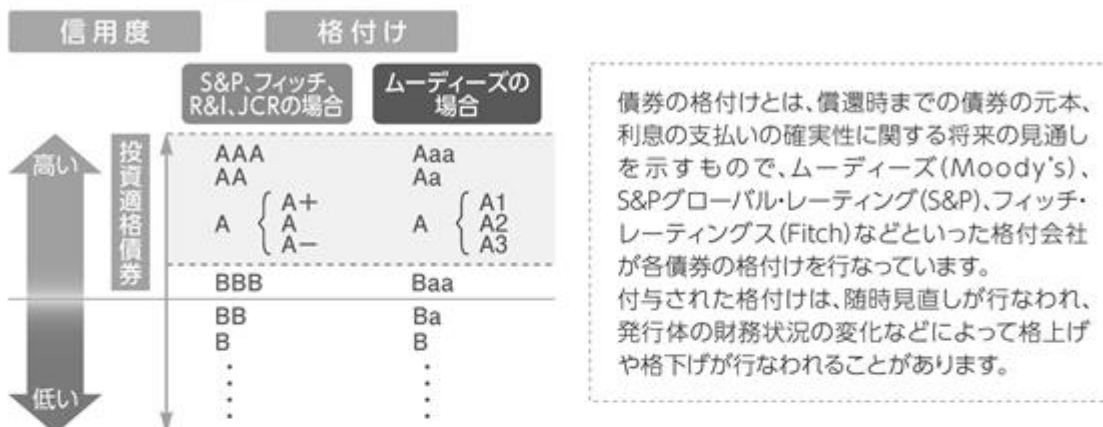 信用度
格付け
S&P、フィッチ、
R&I、JCRの場合
ムーディーズの
場合
高い
低い
投資適格債券
AAA Aaa
AA Aa
A { A+ A { A1
A A2
A− A3
BBB Baa
BB Ba
B B
債券の格付けとは、償還時までの債券の元本、
利息の支払いの確実性に関する将来の見通し
を示すもので、ムーディーズ(Moody's)、
S&Pグローバル・レーティング(S&P)、フィッチ・
レーティングス(Fitch)などといった格付会社
が各債券の格付けを行なっています。
付与された格付けは、随時見直しが行なわれ、
発行体の財務状況の変化などによって格上げ
や格下げが行なわれることがあります。